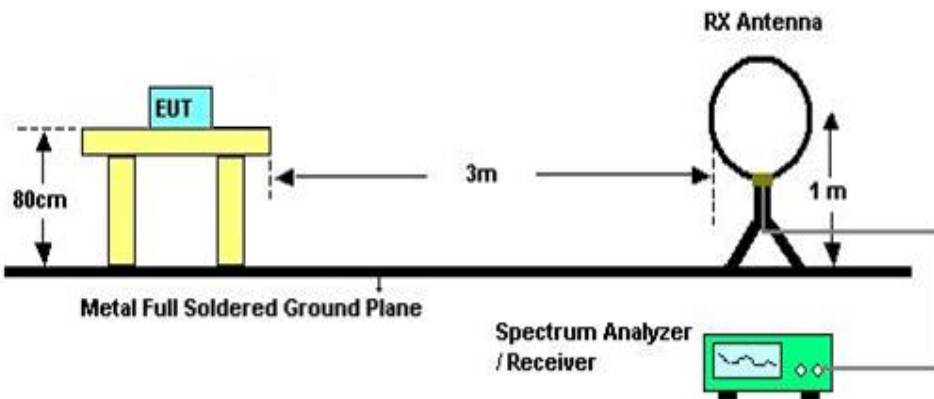 RX Antenna
EUT
3m
80cm
1 m
Metal Full Soldered Ground Plane
Spectrum Analyzer
/ Receiver